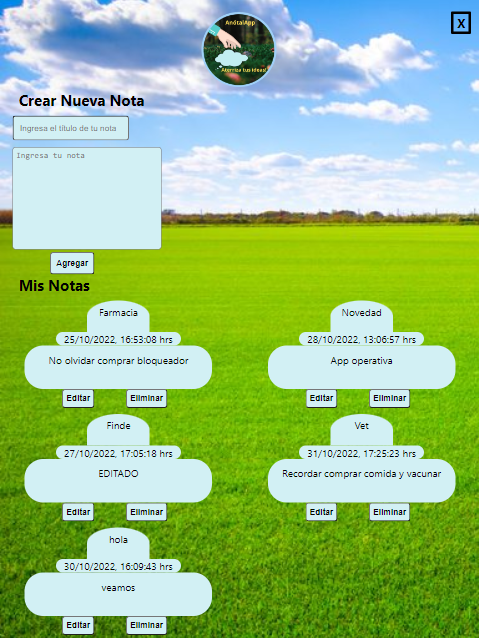 AnótalApp
Aterriza tus Ideas!
X
Crear Nueva Nota
Ingresa el título de tu nota
Ingresa tu nota
Agregar
Mis Notas
Farmacia
25/10/2022, 16:53:08 hrs
No olvidar comprar bloqueador
Editar
Eliminar
Novedad
28/10/2022, 13:06:57 hrs
App operativa
Editar
Eliminar
Finde
27/10/2022, 17:05:18 hrs
EDITADO
Editar
Eliminar
Vet
31/10/2022, 17:25:23 hrs
Recordar comprar comida y vacunar
Editar
Eliminar
hola
30/10/2022, 16:09:43 hrs
veamos
Editar
Eliminar